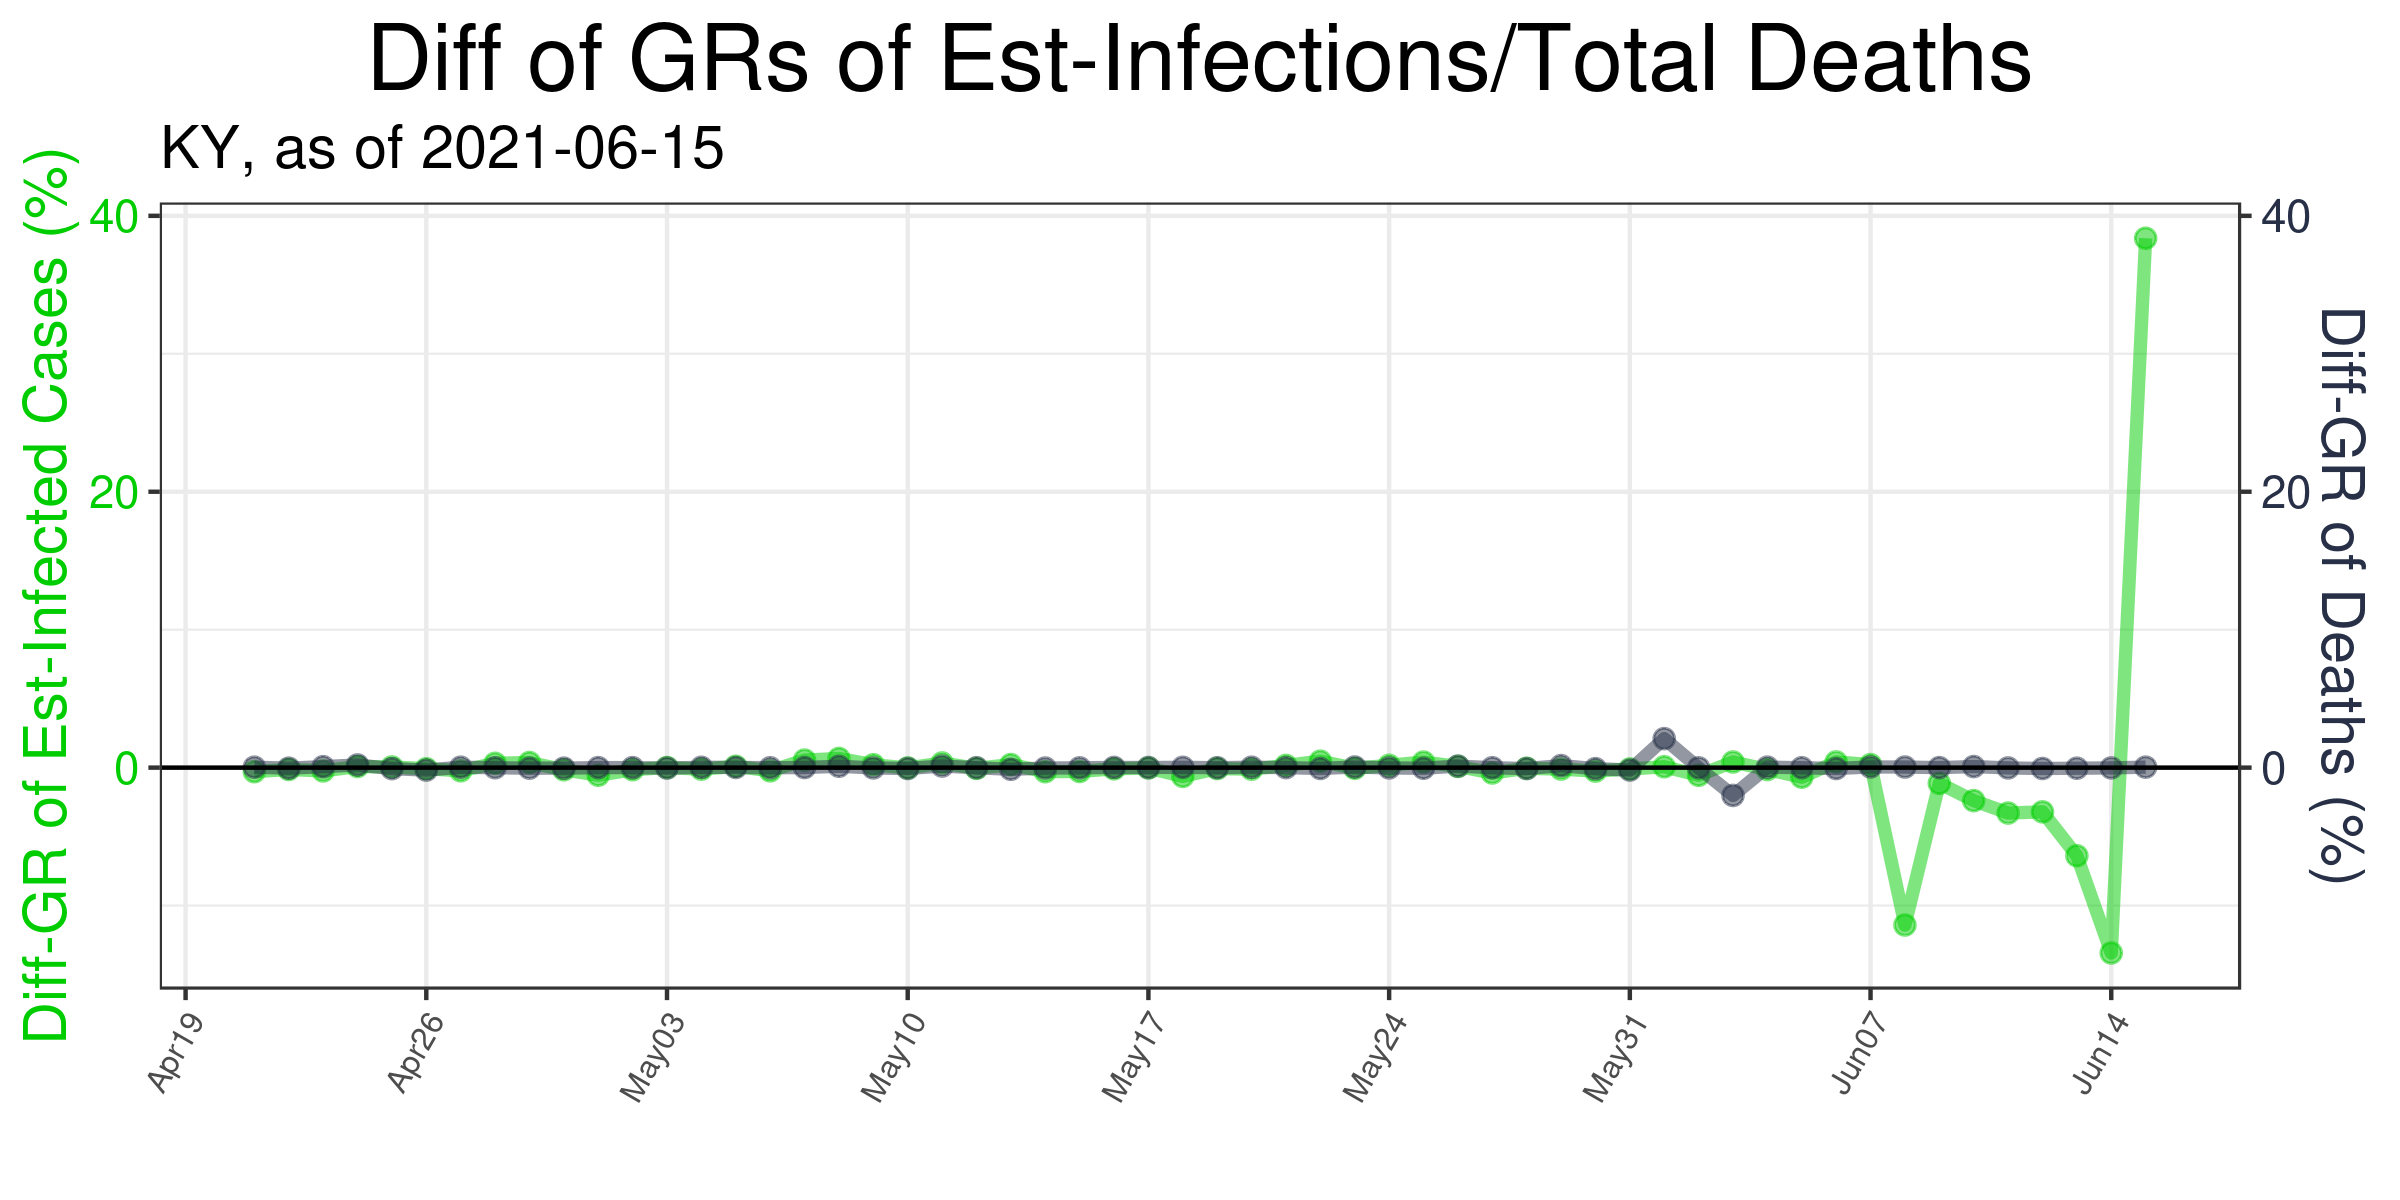 Diff of GRs of Est-Infections/Total Deaths
KY, as of 2021-06-15
Diff-GR of Est-Infected Cases (%)
40
20
0
40
20
0
Diff-GR of Deaths (%)
Apr19
Apr26
May03
May10
May17
May24
May31
Jun07
Jun14